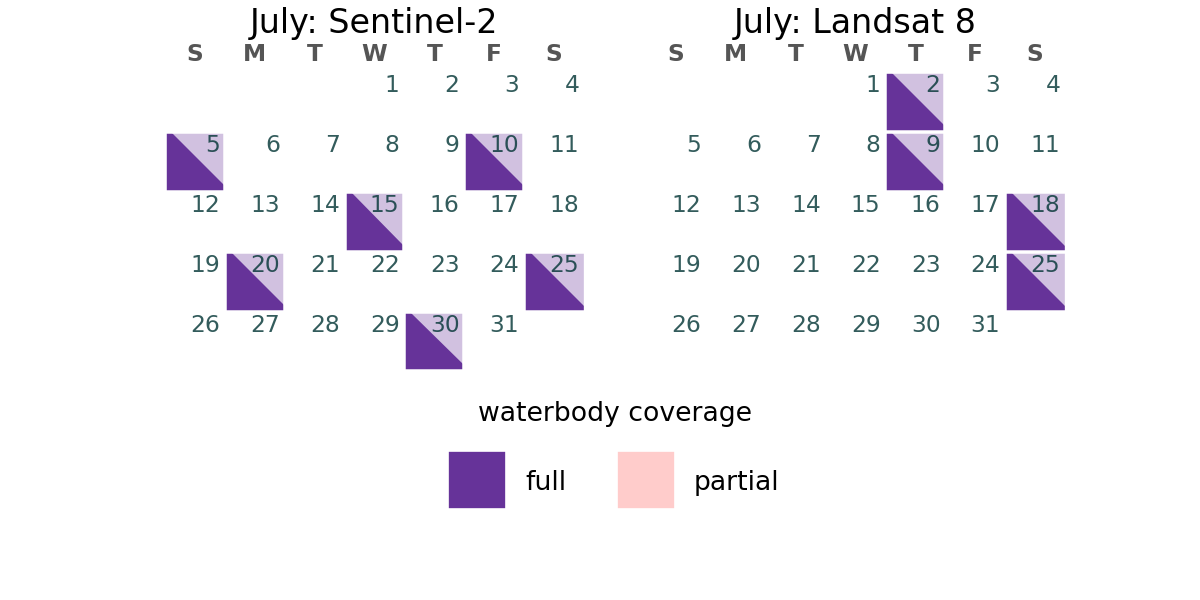 July: Sentinel-2
S M T W T F S
1 2 3 4
5 6 7 8 9 10 11
12 13 14 15 16 17 18
19 20 21 22 23 24 25
26 27 28 29 30 31
July: Landsat 8
S M T W T F S
1 2 3 4
5 6 7 8 9 10 11
12 13 14 15 16 17 18
19 20 21 22 23 24 25
26 27 28 29 30 31
waterbody coverage
full partial